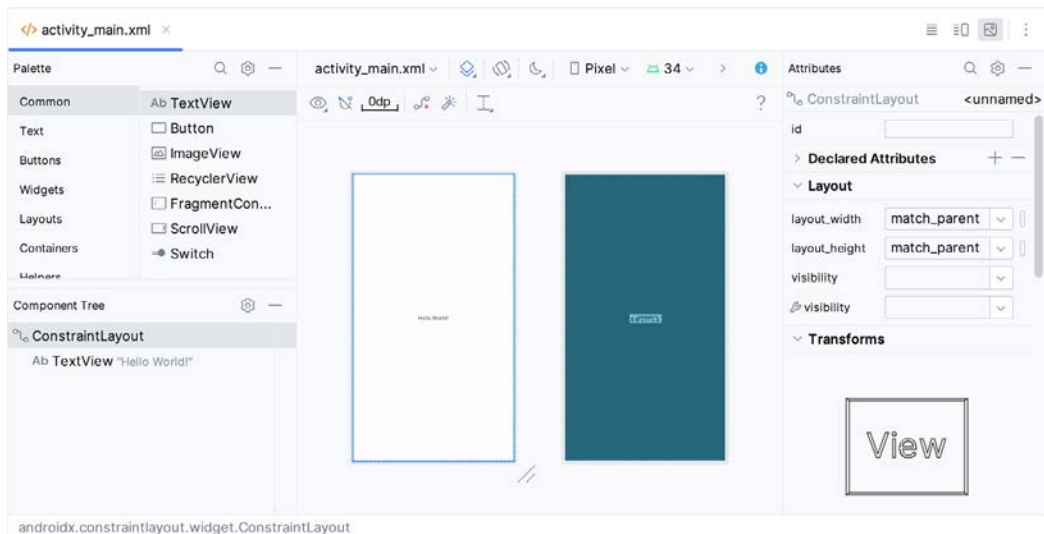 </> activity_main.xml
Palette
Common
Text
Buttons
Widgets
Layouts
Containers
Helpers
Ab TextView
Button
ImageView
RecyclerView
FragmentCon...
ScrollView
Switch
Component Tree
ConstraintLayout
Ab TextView "Hello World!"
activity_main.xml
Pixel
34
0dp
?
Hello World!
Attributes
ConstraintLayout <unnamed>
id
Declared Attributes
Layout
layout_width match_parent
layout_height match_parent
visibility
visibility
Transforms
View
androidx.constraintlayout.widget.ConstraintLayout